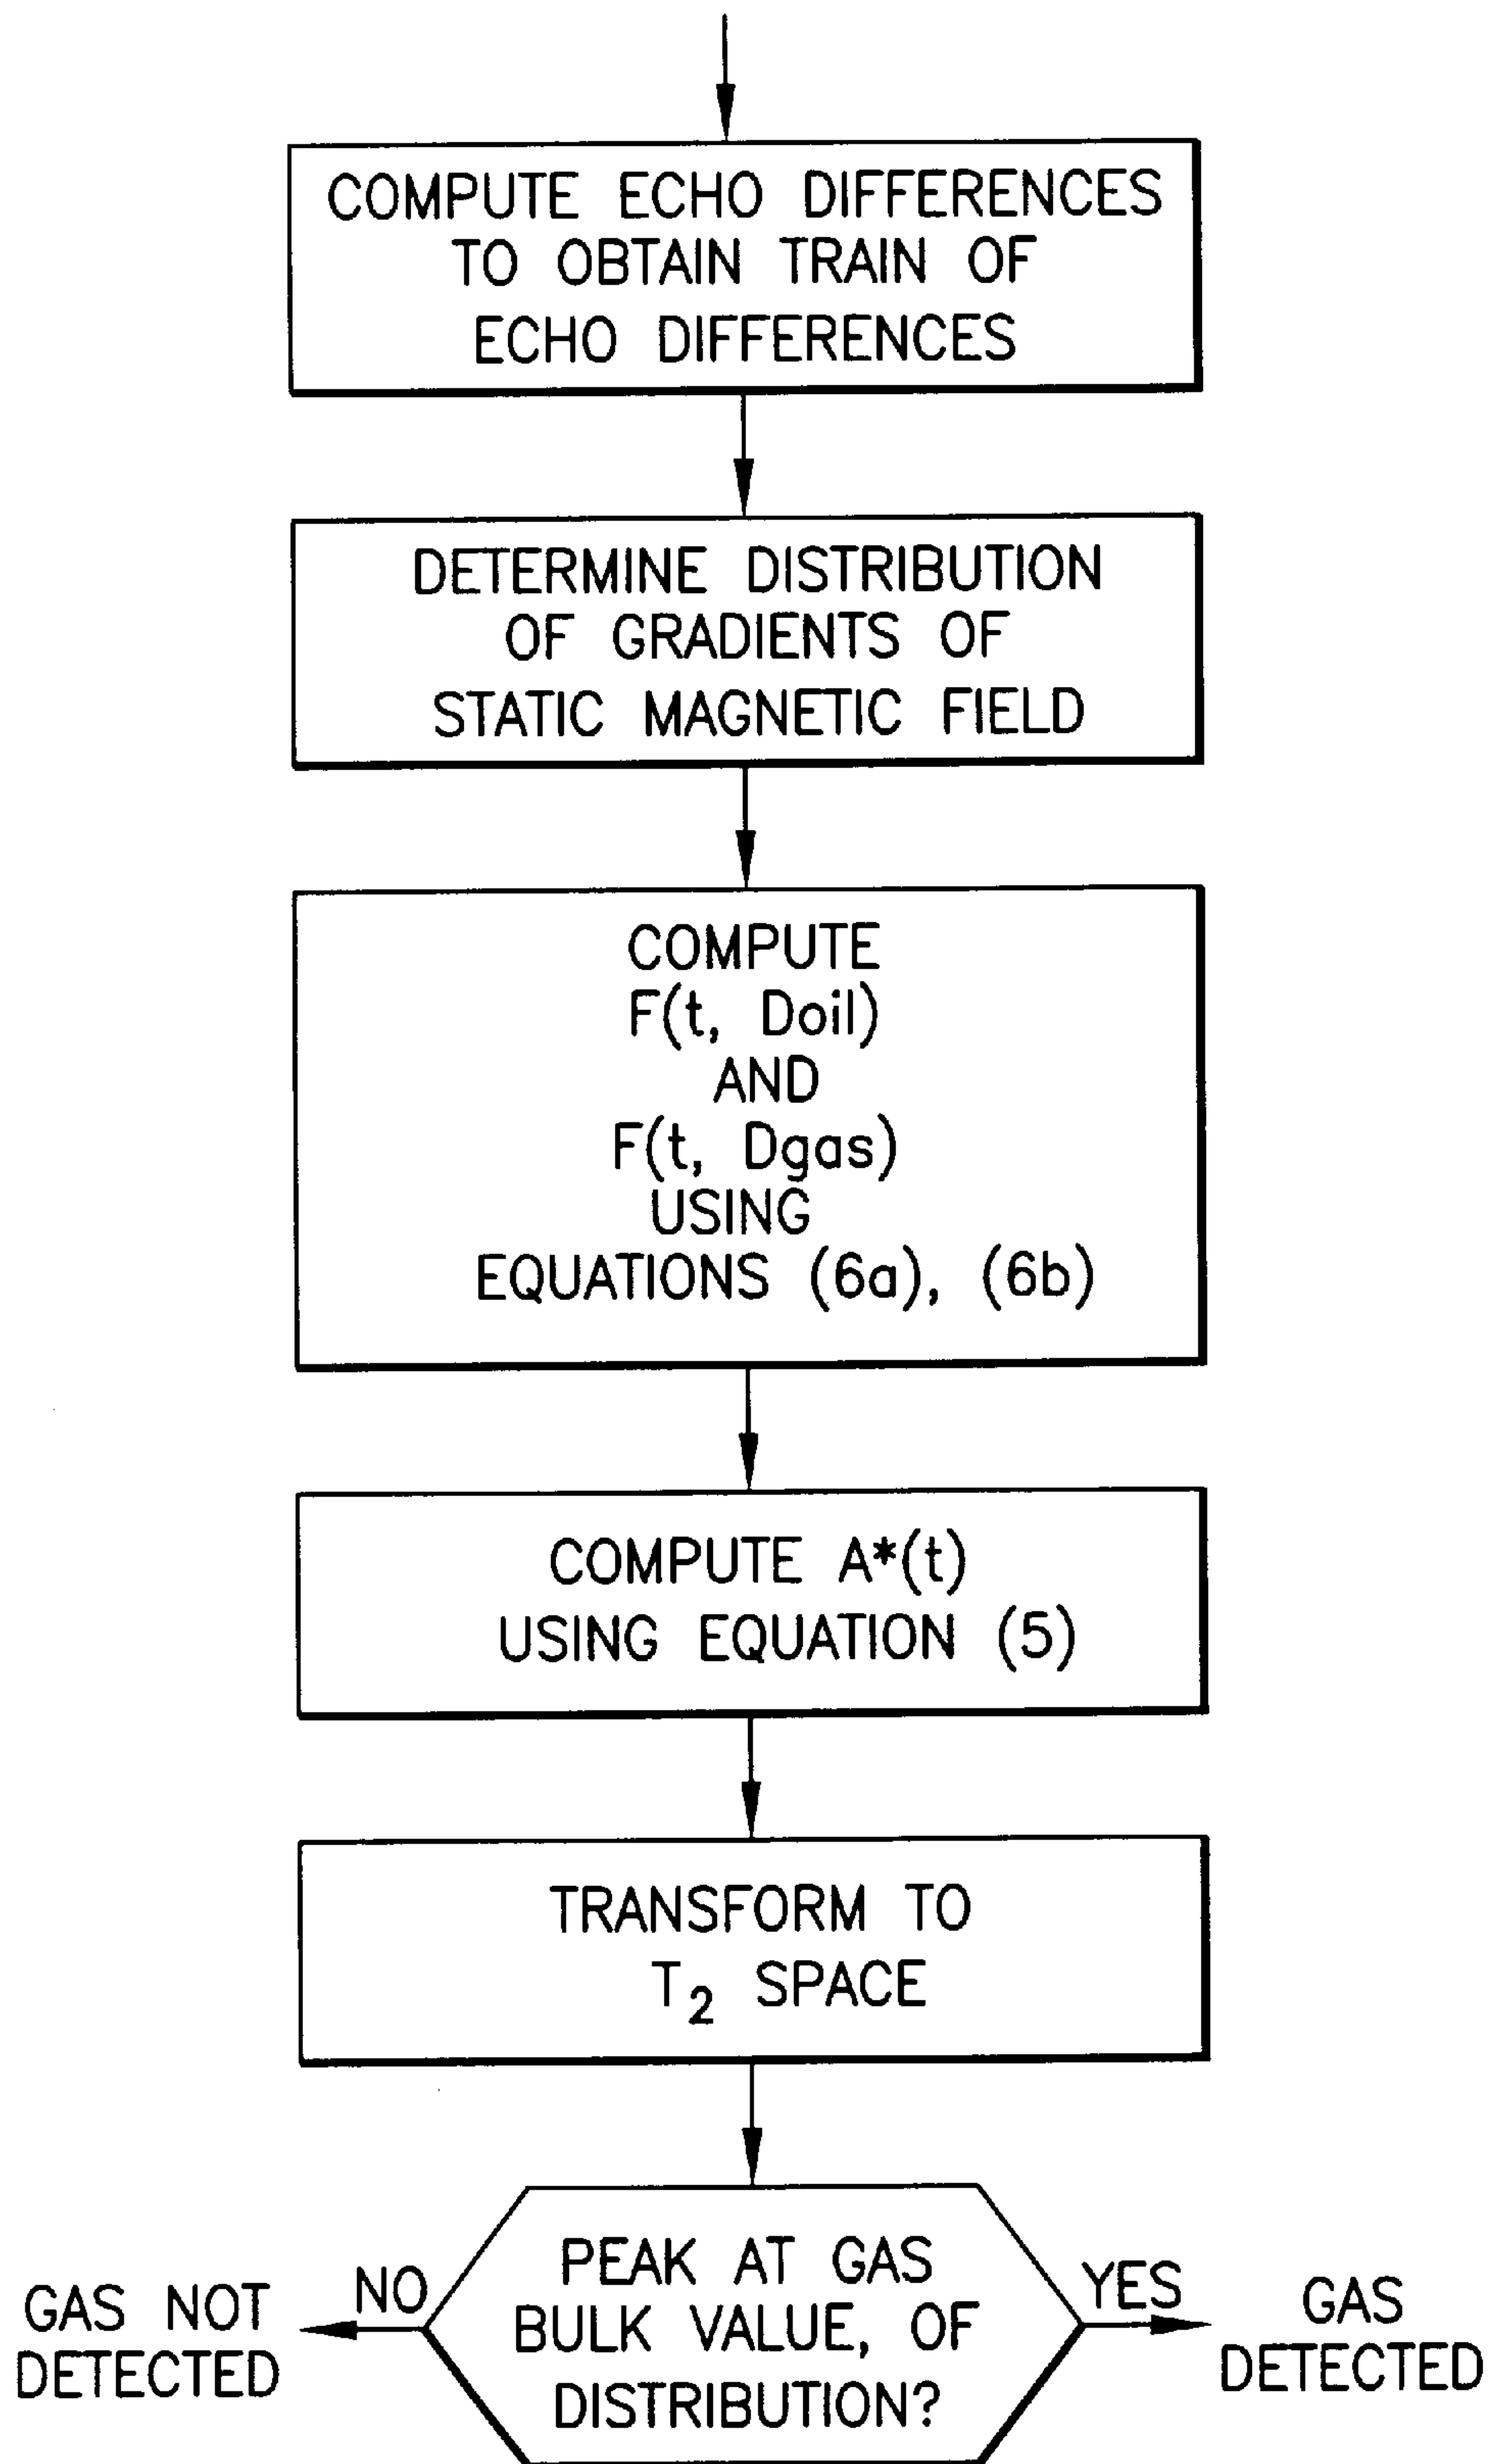 COMPUTE ECHO DIFFERENCES
TO OBTAIN TRAIN OF
ECHO DIFFERENCES
DETERMINE DISTRIBUTION
OF GRADIENTS OF
STATIC MAGNETIC FIELD
COMPUTE
F(t, Doil)
AND
F(t, Dgas)
USING
EQUATIONS (6a), (6b)
COMPUTE A*(t)
USING EQUATION (5)
TRANSFORM TO
T₂ SPACE
PEAK AT GAS
BULK VALUE, OF
DISTRIBUTION?
NO
GAS NOT
DETECTED
YES
GAS
DETECTED